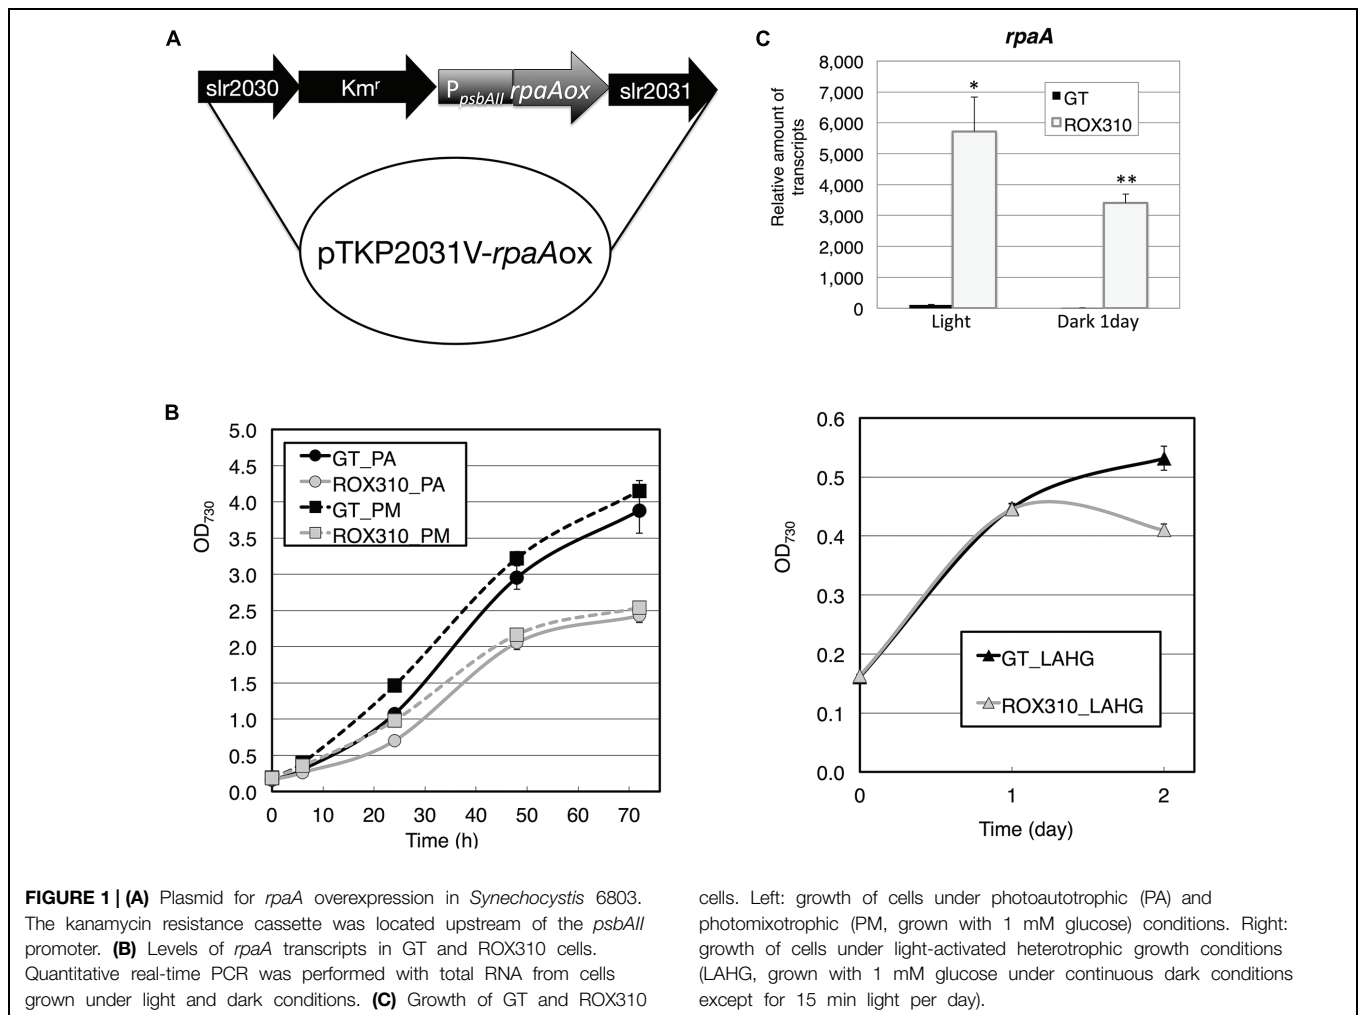 A
slr2030
Kmr
PpsbAII
rpaAox
slr2031
pTKP2031V-rpaAox
C
rpaA
Relative amount of
transcripts
8,000
7,000
6,000
5,000
4,000
3,000
2,000
1,000
0
GT
ROX310
*
**
Light
Dark 1day
B
OD730
5.0
4.5
4.0
3.5
3.0
2.5
2.0
1.5
1.0
0.5
0.0
GT_PA
ROX310_PA
GT_PM
ROX310_PM
0 10 20 30 40 50 60 70
Time (h)
OD730
0.6
0.5
0.4
0.3
0.2
0.1
0.0
GT_LAHG
ROX310_LAHG
0 1 2
Time (day)
FIGURE 1 | (A) Plasmid for rpaA overexpression in Synechocystis 6803.
The kanamycin resistance cassette was located upstream of the psbAII
promoter. (B) Levels of rpaA transcripts in GT and ROX310 cells.
Quantitative real-time PCR was performed with total RNA from cells
grown under light and dark conditions. (C) Growth of GT and ROX310
cells. Left: growth of cells under photoautotrophic (PA) and
photomixotrophic (PM, grown with 1 mM glucose) conditions. Right:
growth of cells under light-activated heterotrophic growth conditions
(LAHG, grown with 1 mM glucose under continuous dark conditions
except for 15 min light per day).